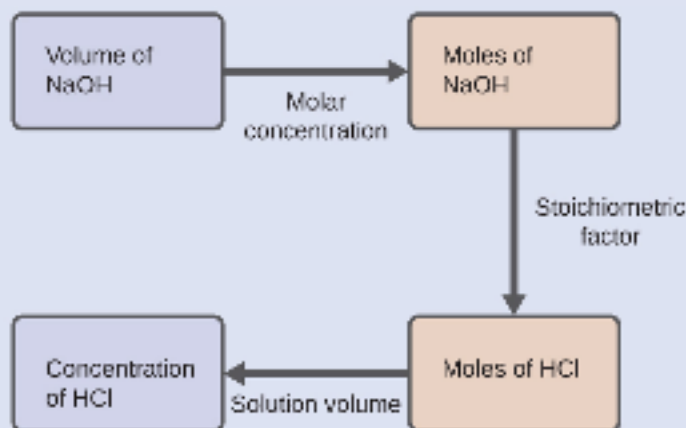 Volume of
NaOH
Molar
concentration
Moles of
NaOH
Stoichiometric
factor
Moles of HCl
Solution volume
Concentration
of HCl